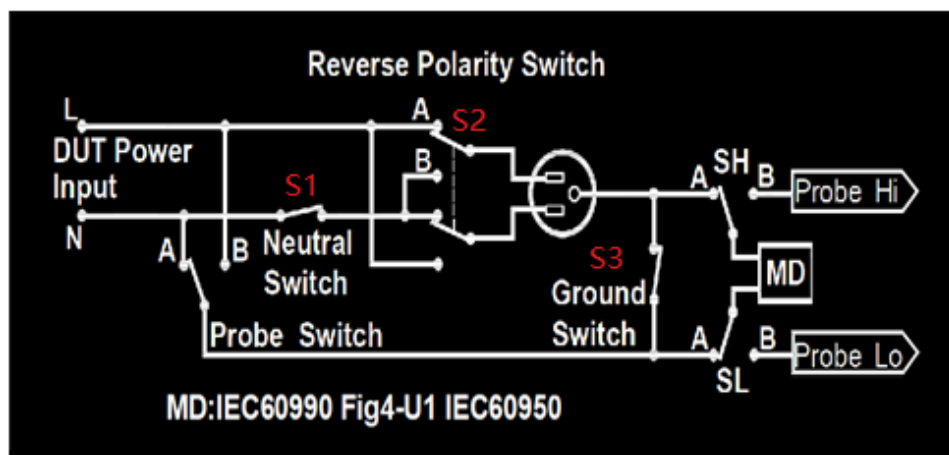 Reverse Polarity Switch
L
A
S2
DUT Power
Input
B
S1
SH
A
B
Probe Hi
N
A
B
Neutral
Switch
S3
Ground
Switch
MD
Probe Switch
A
B
Probe Lo
SL
MD:IEC60990 Fig4-U1 IEC60950